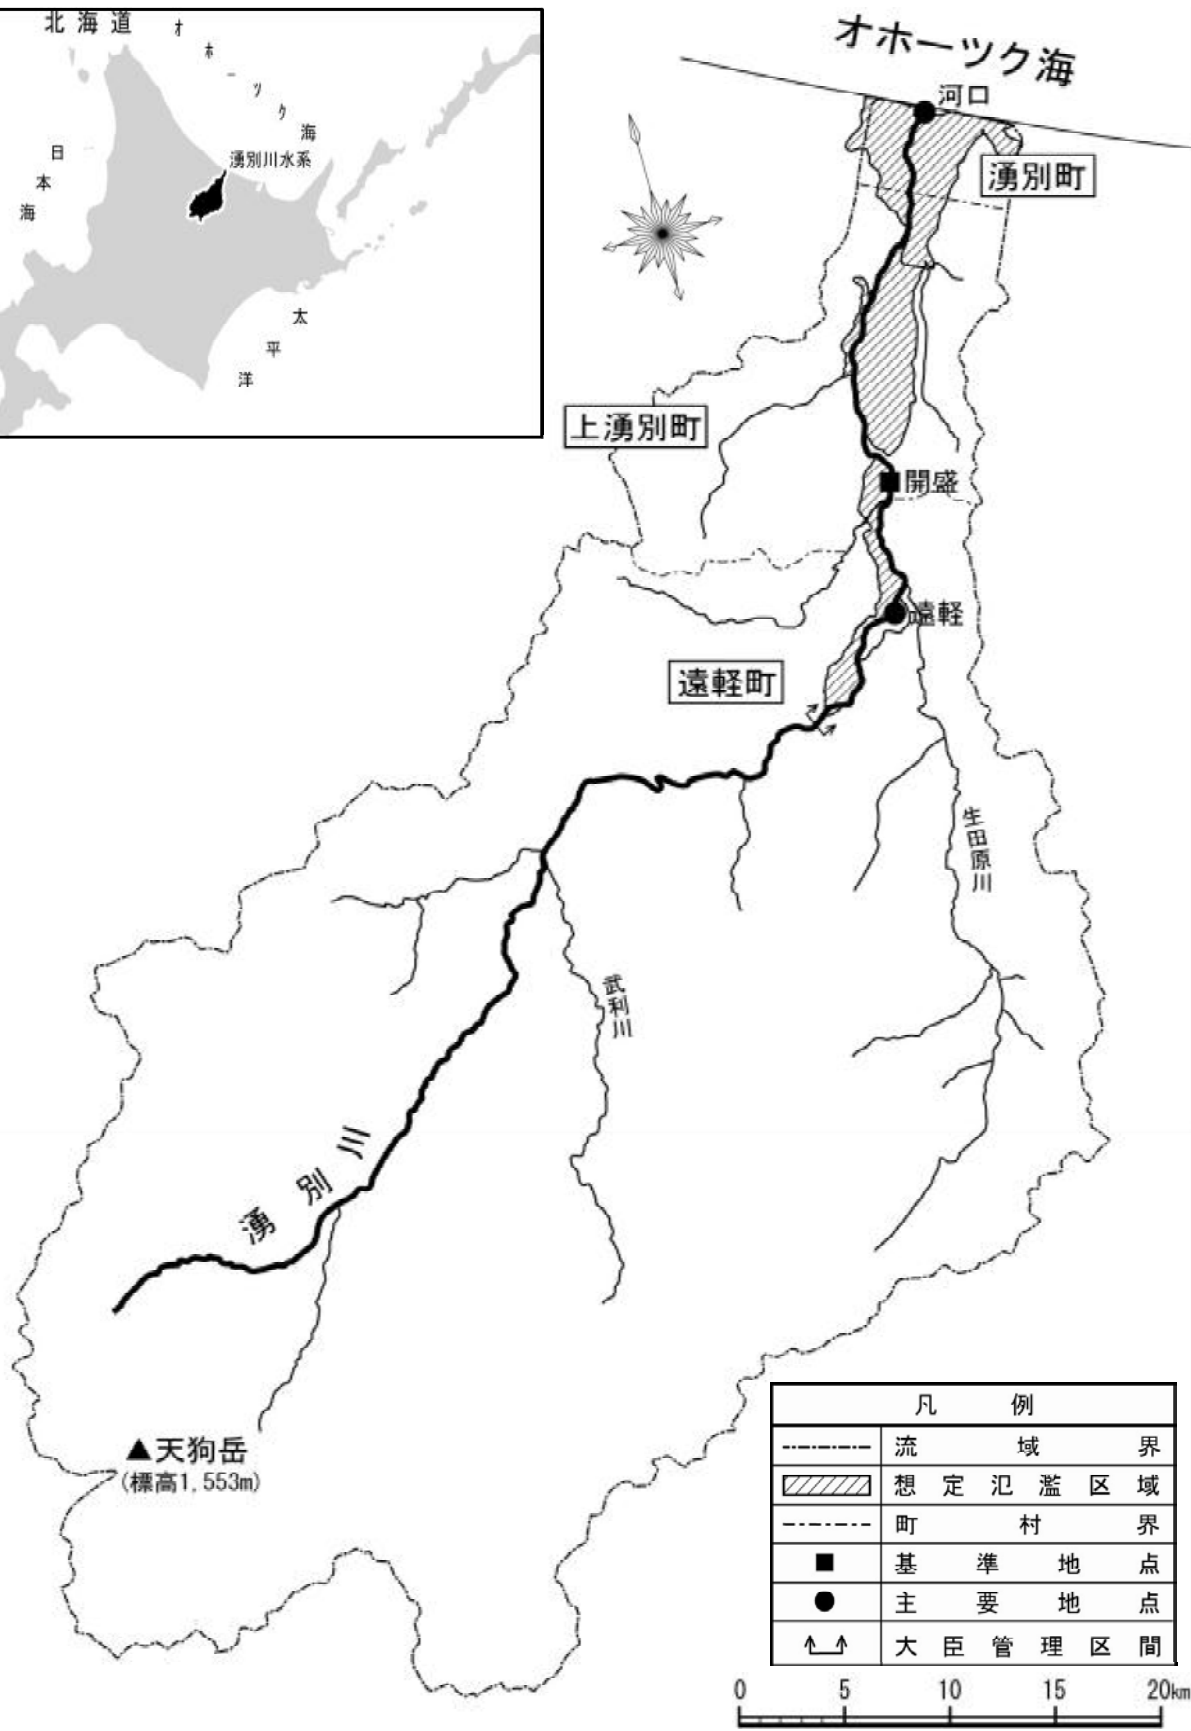 北海道
オホーツク海
日本海
湧別川水系
太平洋
オホーツク海
河口
湧別町
上湧別町
開盛
遠軽
遠軽町
生田原川
武利川
湧別川
▲天狗岳
(標高1,553m)
凡例
流域界
想定氾濫区域
町村界
基準地点
主要地点
大臣管理区間
0 5 10 15 20km